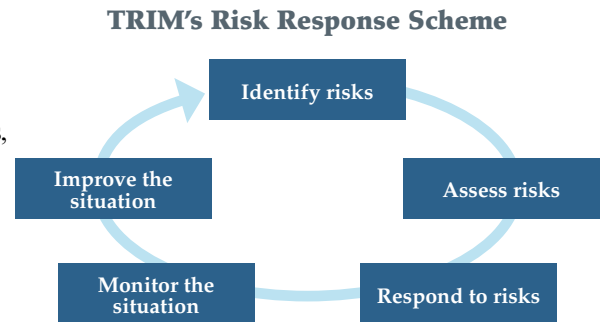 TRIM's Risk Response Scheme
Identify risks
Assess risks
Respond to risks
Monitor the
situation
Improve the
situation